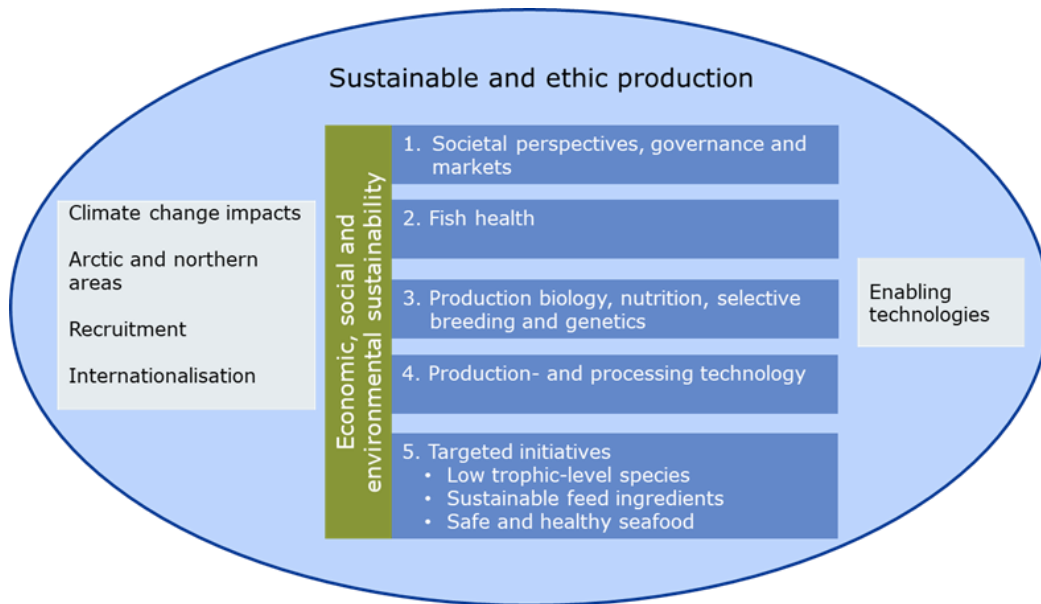 Sustainable and ethic production
Climate change impacts
Arctic and northern
areas
Recruitment
Internationalisation
Economic, social and
environmental sustainability
1. Societal perspectives, governance and
markets
2. Fish health
3. Production biology, nutrition, selective
breeding and genetics
4. Production- and processing technology
5. Targeted initiatives
• Low trophic-level species
• Sustainable feed ingredients
• Safe and healthy seafood
Enabling
technologies